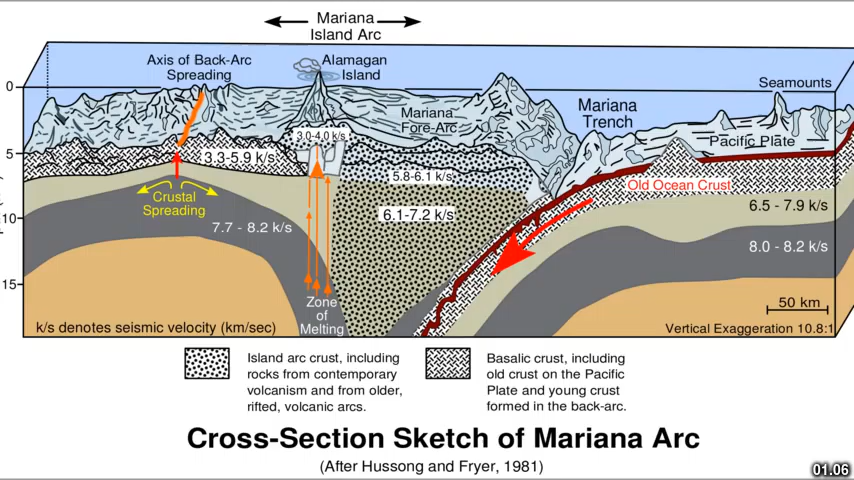 Mariana
Island Arc
Axis of Back-Arc
Spreading
Alamagan
Island
Seamounts
0
Mariana
Fore-Arc
Mariana
Trench
3.0-4.0 k/s
Pacific Plate
5
3.3-5.9 k/s
5.8-6.1 k/s
Old Ocean Crust
Crustal
Spreading
6.1-7.2 k/s
6.5 - 7.9 k/s
10
7.7 - 8.2 k/s
8.0 - 8.2 k/s
15
Zone
of
Melting
50 km
k/s denotes seismic velocity (km/sec)
Vertical Exaggeration 10.8:1
Island arc crust, including
rocks from contemporary
volcanism and from older,
rifted, volcanic arcs.
Basalic crust, including
old crust on the Pacific
Plate and young crust
formed in the back-arc.
Cross-Section Sketch of Mariana Arc
(After Hussong and Fryer, 1981)
01.06